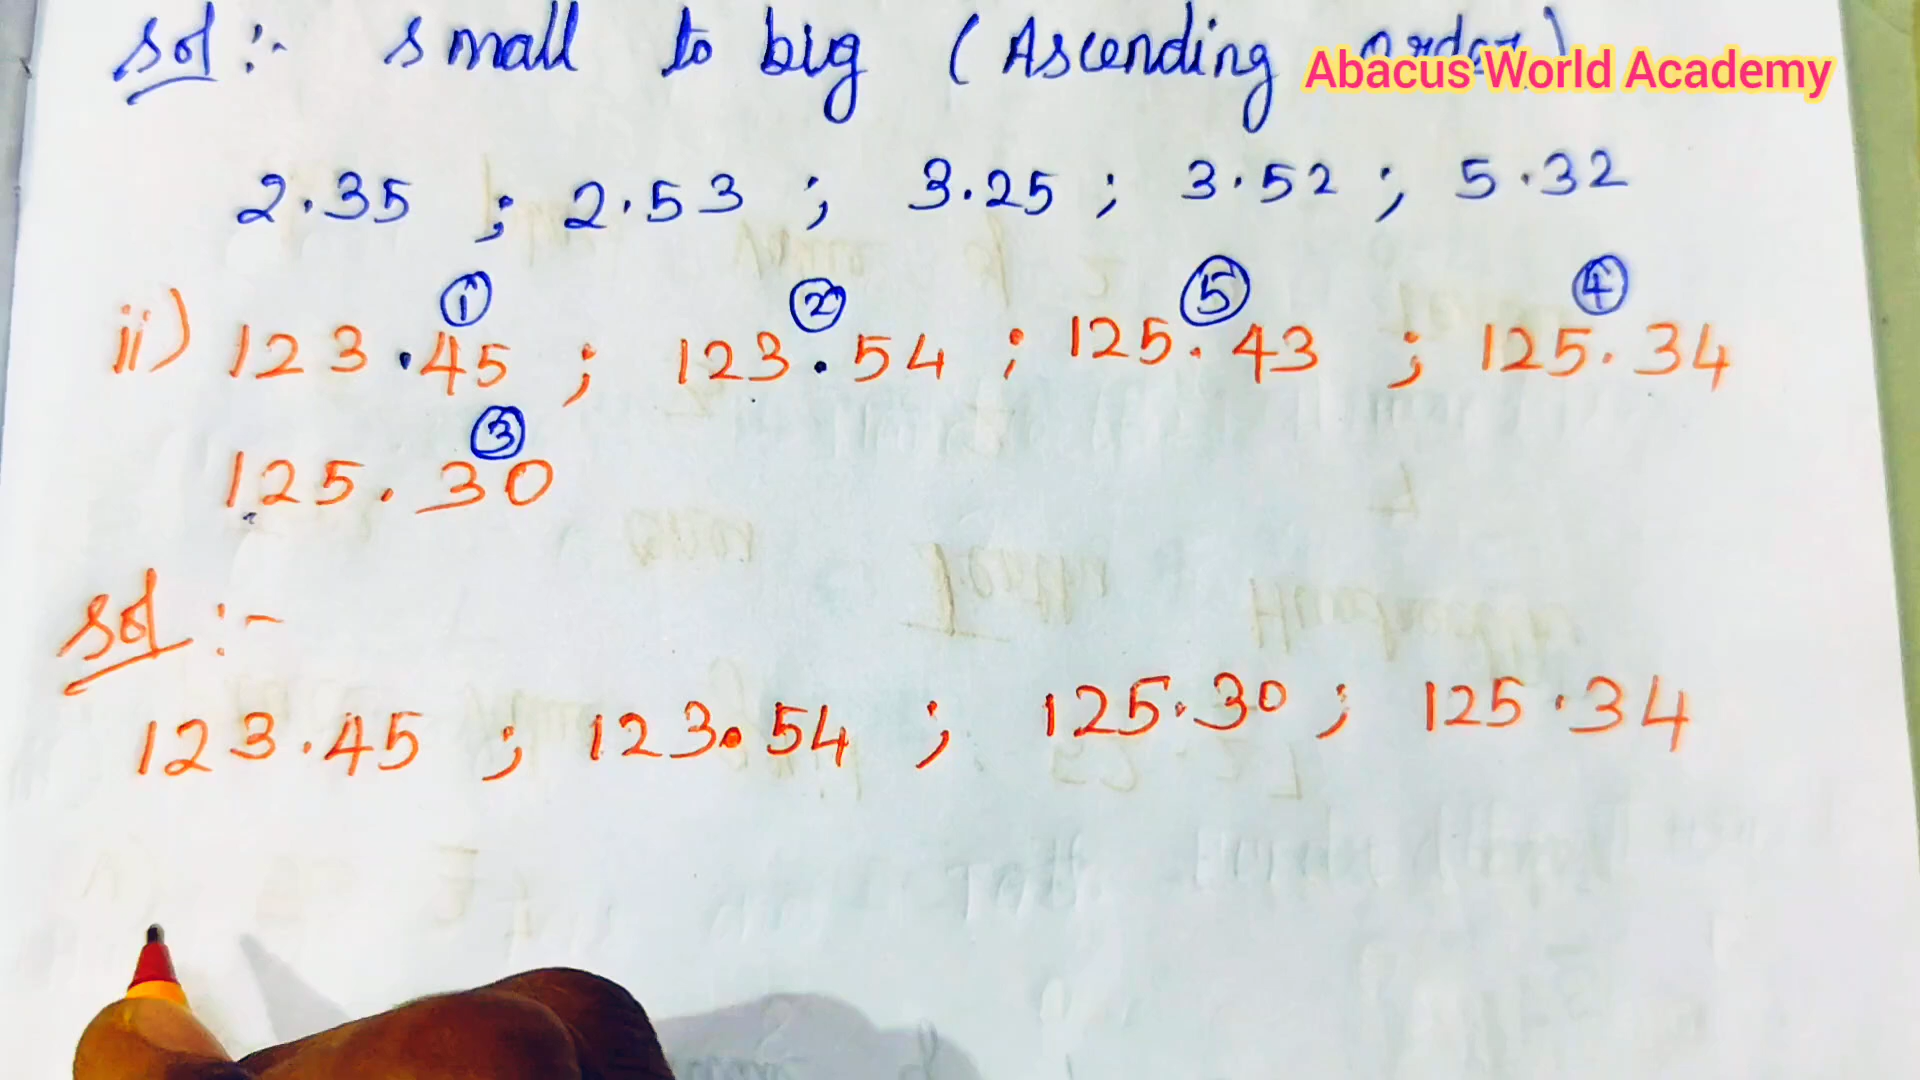 Sol :- small to big (Ascending order)
Abacus World Academy
2.35 ; 2.53 ; 3.25 ; 3.52 ; 5.32
① ② ⑤ ④
ii) 123.45 ; 123.54 ; 125.43 ; 125.34
③
125.30
Sol :-
123.45 ; 123.54 ; 125.30 ; 125.34